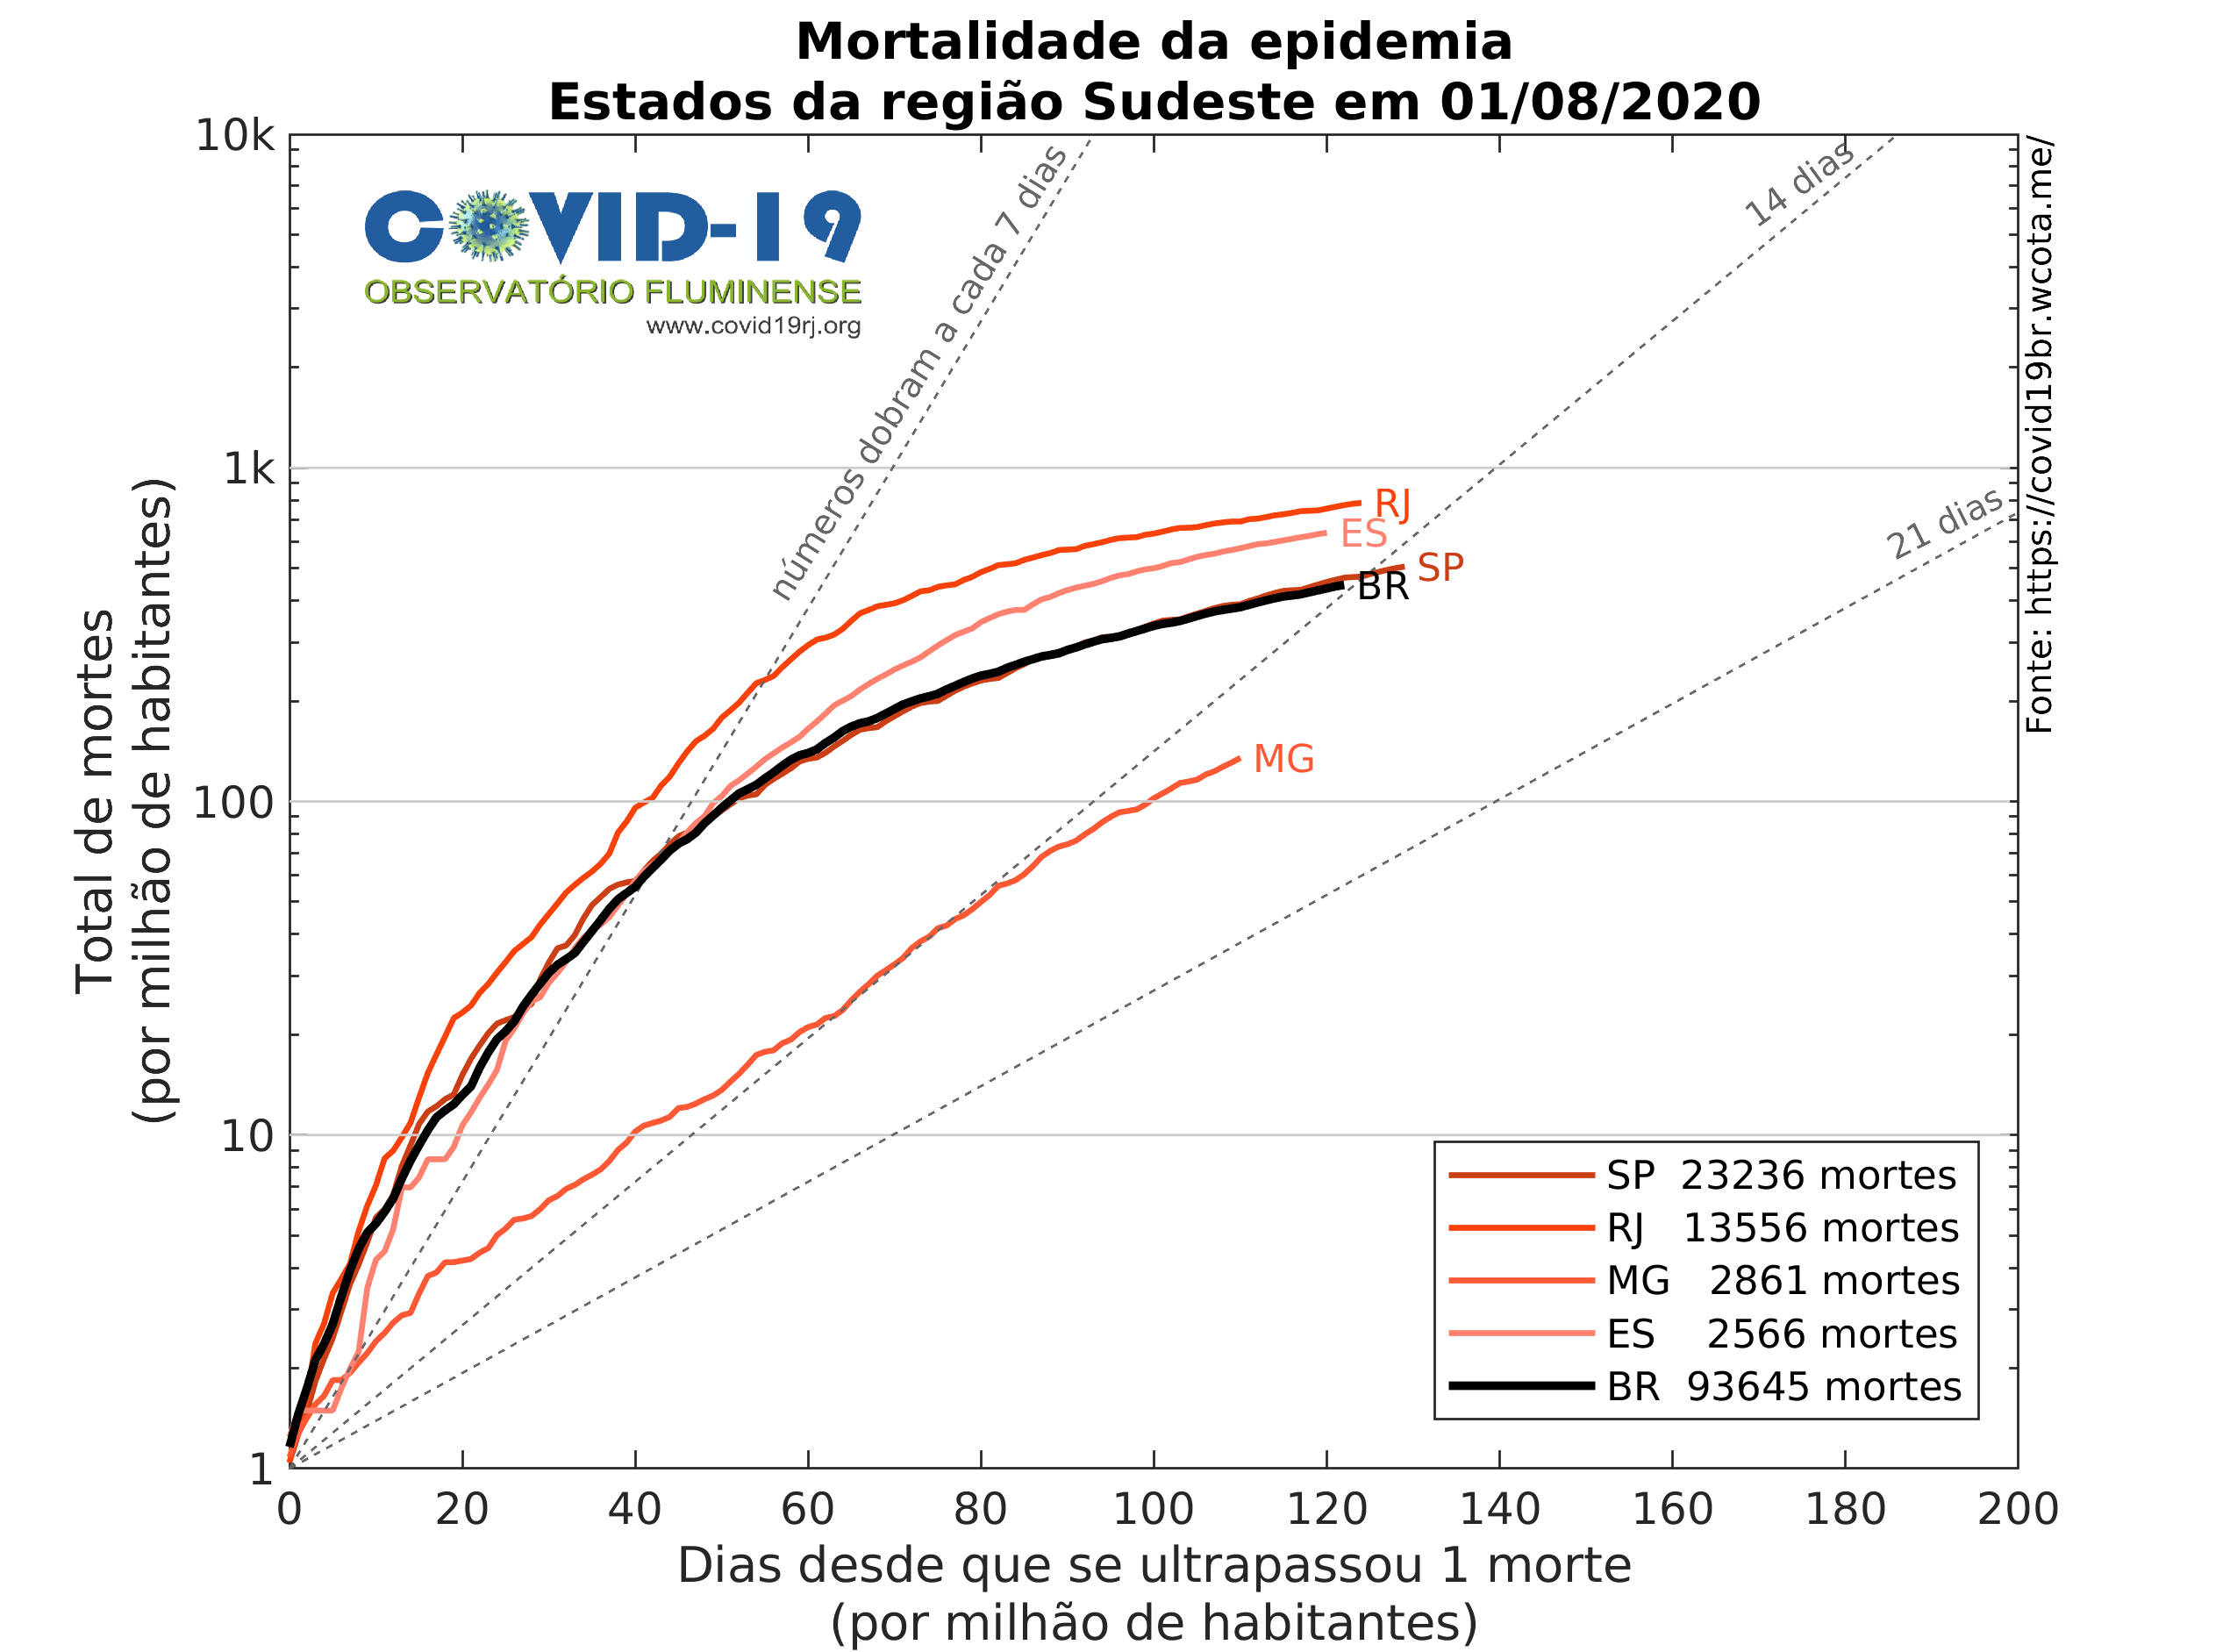 Mortalidade da epidemia
Estados da região Sudeste em 01/08/2020
10k
1k
100
10
1
Total de mortes
(por milhão de habitantes)
COVID-19
OBSERVATÓRIO FLUMINENSE
www.covid19rj.org
números dobram a cada 7 dias
14 dias
21 dias
Fonte: https://covid19br.wcota.me/
RJ
ES
SP
BR
MG
SP 23236 mortes
RJ 13556 mortes
MG 2861 mortes
ES 2566 mortes
BR 93645 mortes
0 20 40 60 80 100 120 140 160 180 200
Dias desde que se ultrapassou 1 morte
(por milhão de habitantes)